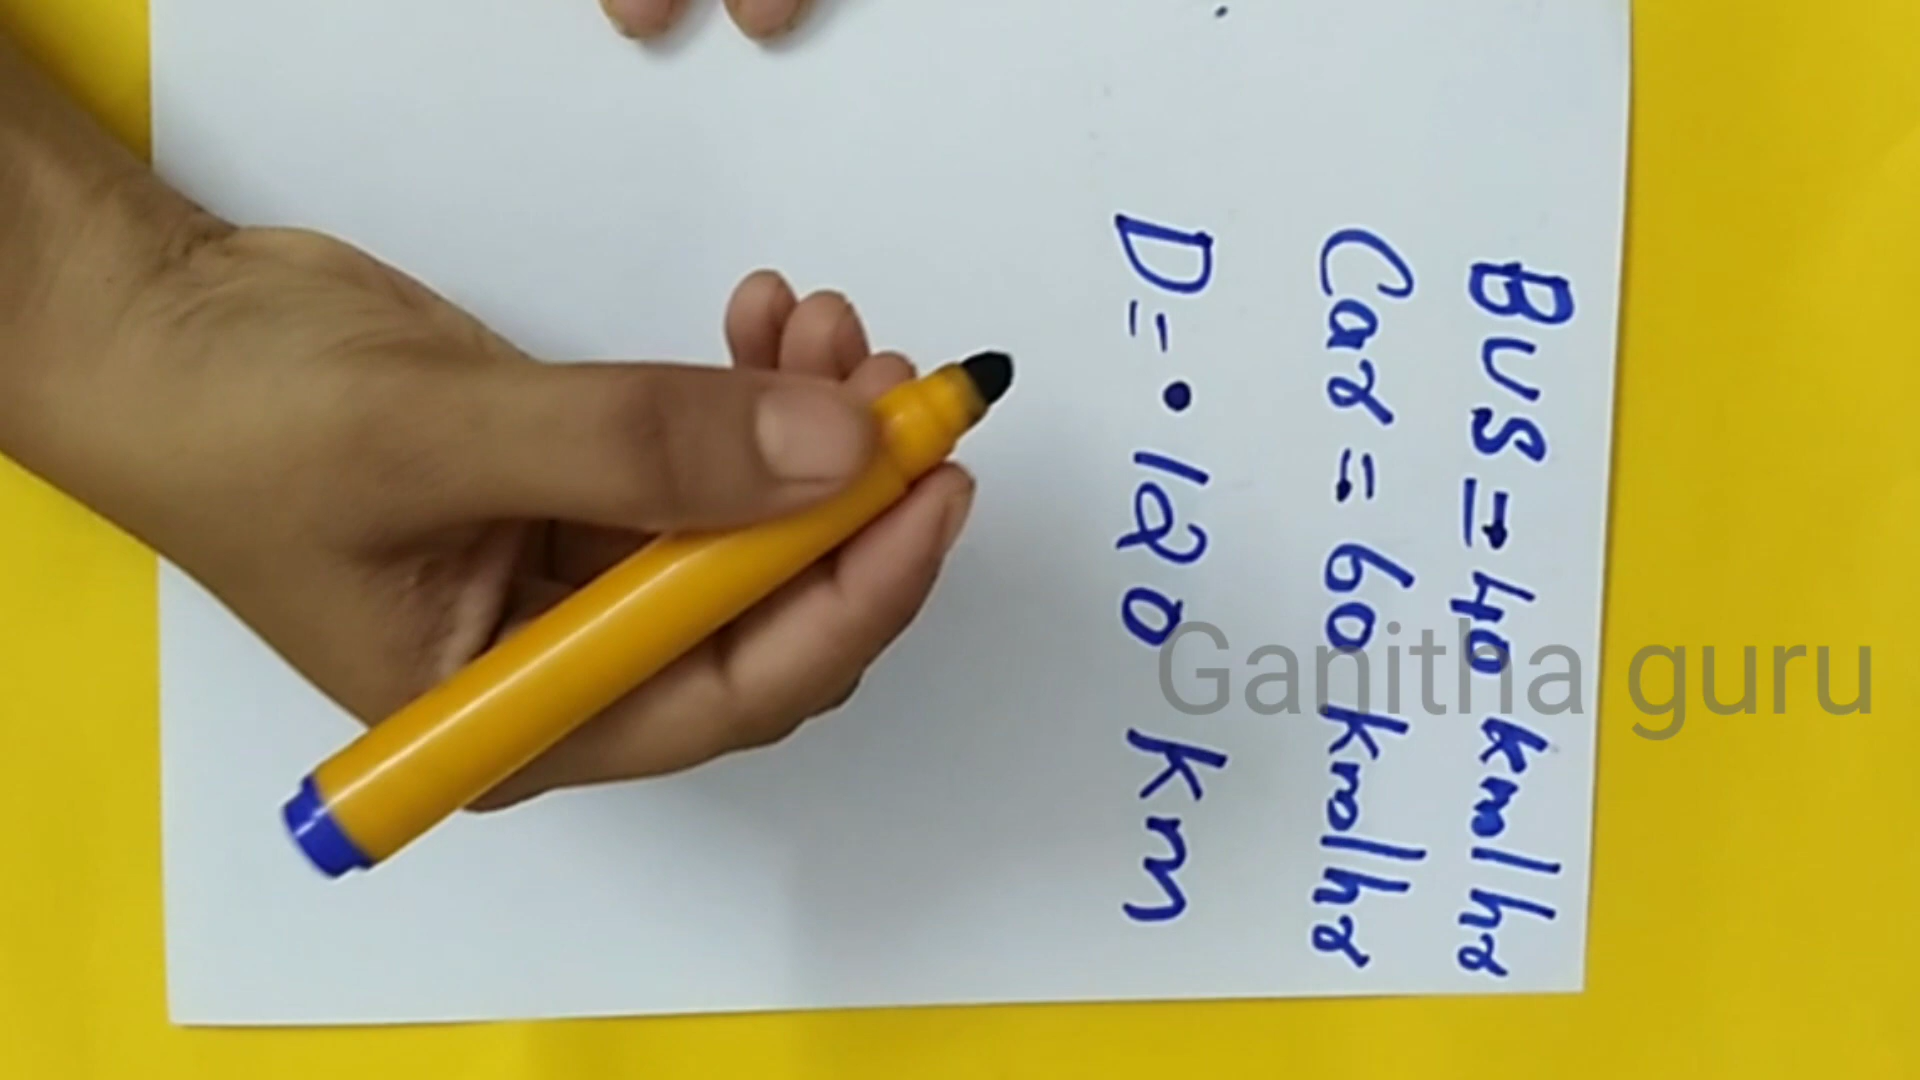 BUS = 40 km/hr
Car = 60 km/hr
D = • 120 km
Ganitha guru